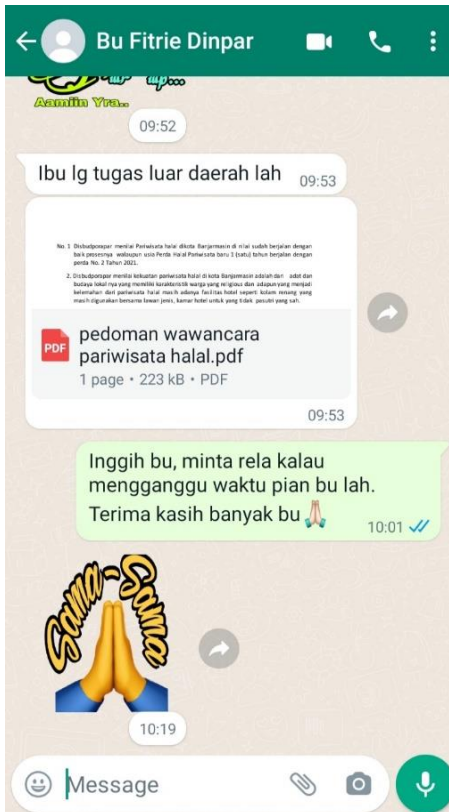 Bu Fitrie Dinpar
Aamiin Yra..
09:52
Ibu lg tugas luar daerah lah
09:53
No. 1 Disbudporapar menilai Pariwisata halal dikota Banjarmasin di nilai sudah berjalan dengan
baik prosesnya walaupun usia Perda Halal Pariwisata baru 1 (satu) tahun berjalan dengan
perda No. 2 Tahun 2021.
2. Disbudporapar menilai kekuatan pariwisata halal di kota Banjarmasin adalah dari adat dan
budaya lokal nya yang memiliki karakteristik warga yang religious dan adapun yang menjadi
kelemahan dari pariwisata halal masih adanya fasilitas hotel seperti kolam renang yang
masih digunakan bersama lawan jenis, kamar hotel untuk yang tidak pasutri yang sah.
PDF
pedoman wawancara
pariwisata halal.pdf
1 page • 223 kB • PDF
09:53
Inggih bu, minta rela kalau
mengganggu waktu pian bu lah.
Terima kasih banyak bu🙏🏻
10:01
Sama-Sama
10:19
Message